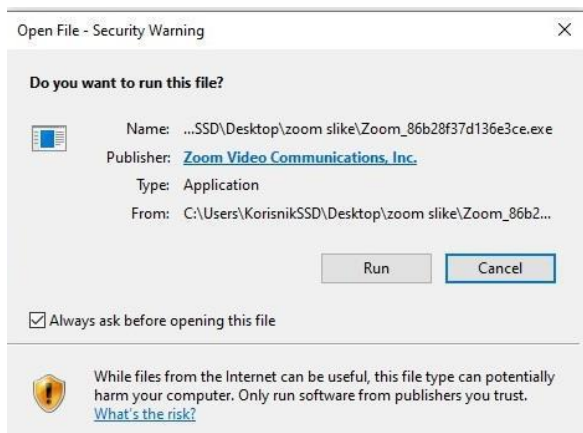 Open File - Security Warning
Do you want to run this file?
Name: ...SSD\Desktop\zoom slike\Zoom_86b28f37d136e3ce.exe
Publisher: Zoom Video Communications, Inc.
Type: Application
From: C:\Users\KorisnikSSD\Desktop\zoom slike\Zoom_86b2...
Run Cancel
Always ask before opening this file
While files from the Internet can be useful, this file type can potentially
harm your computer. Only run software from publishers you trust.
What's the risk?